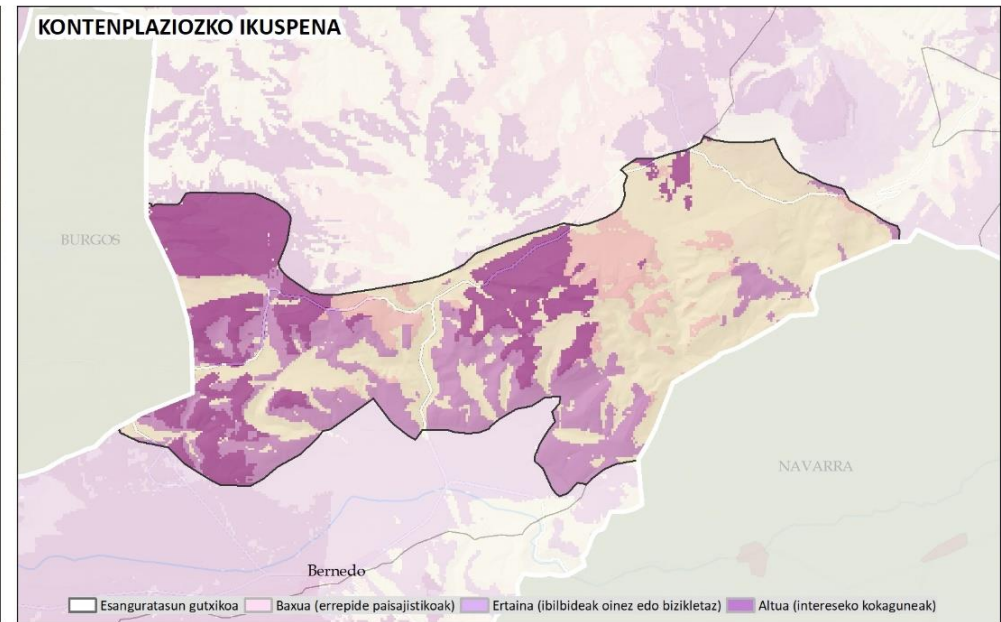 KONTENPLAZIOZKO IKUSPENA
BURGOS
NAVARRA
Bernedo
Esanguratasun gutxikoa Baxua (errepide paisajistikoak) Ertaina (ibilbideak oinez edo bizikletaz) Altua (intereseko kokaguneak)